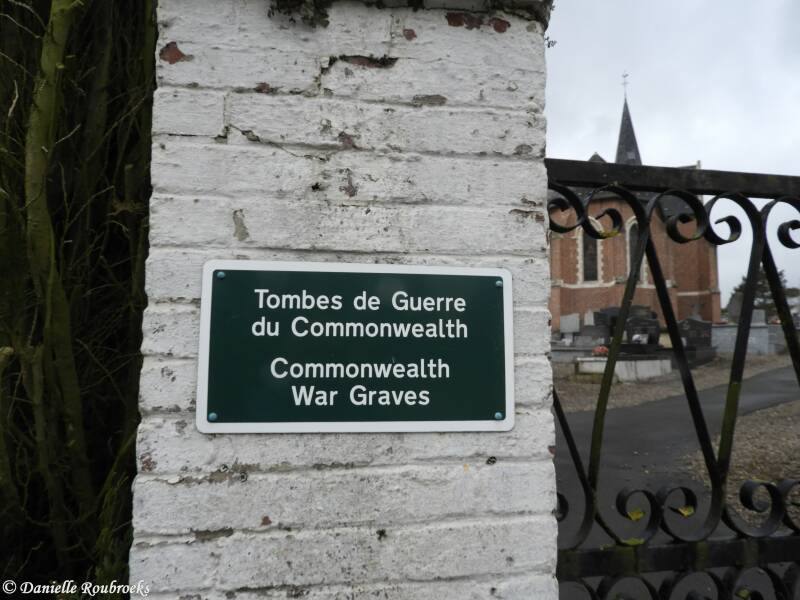 Tombes de Guerre
du Commonwealth
Commonwealth
War Graves
© Danielle Roubroeks